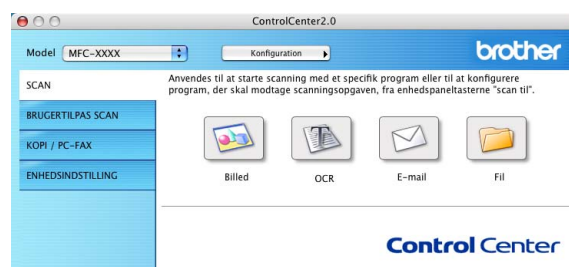 ControlCenter2.0
Model MFC-XXXX Konfiguration brother
SCAN
Anvendes til at starte scanning med et specifik program eller til at konfigurere
program, der skal modtage scanningsopgaven, fra enhedspaneltasterne "scan til".
BRUGERTILPAS SCAN
KOPI / PC-FAX
ENHEDSINDSTILLING
Billed OCR E-mail Fil
Control Center